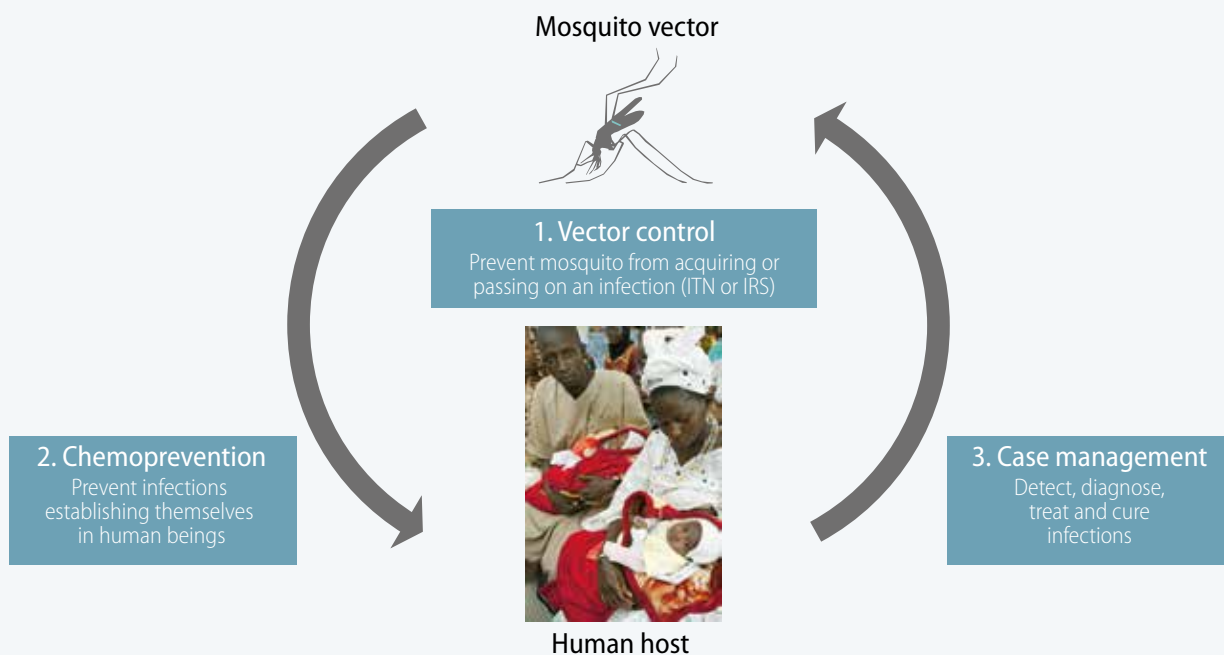 Mosquito vector
1. Vector control
Prevent mosquito from acquiring or
passing on an infection (ITN or IRS)
2. Chemoprevention
Prevent infections
establishing themselves
in human beings
3. Case management
Detect, diagnose,
treat and cure
infections
Human host